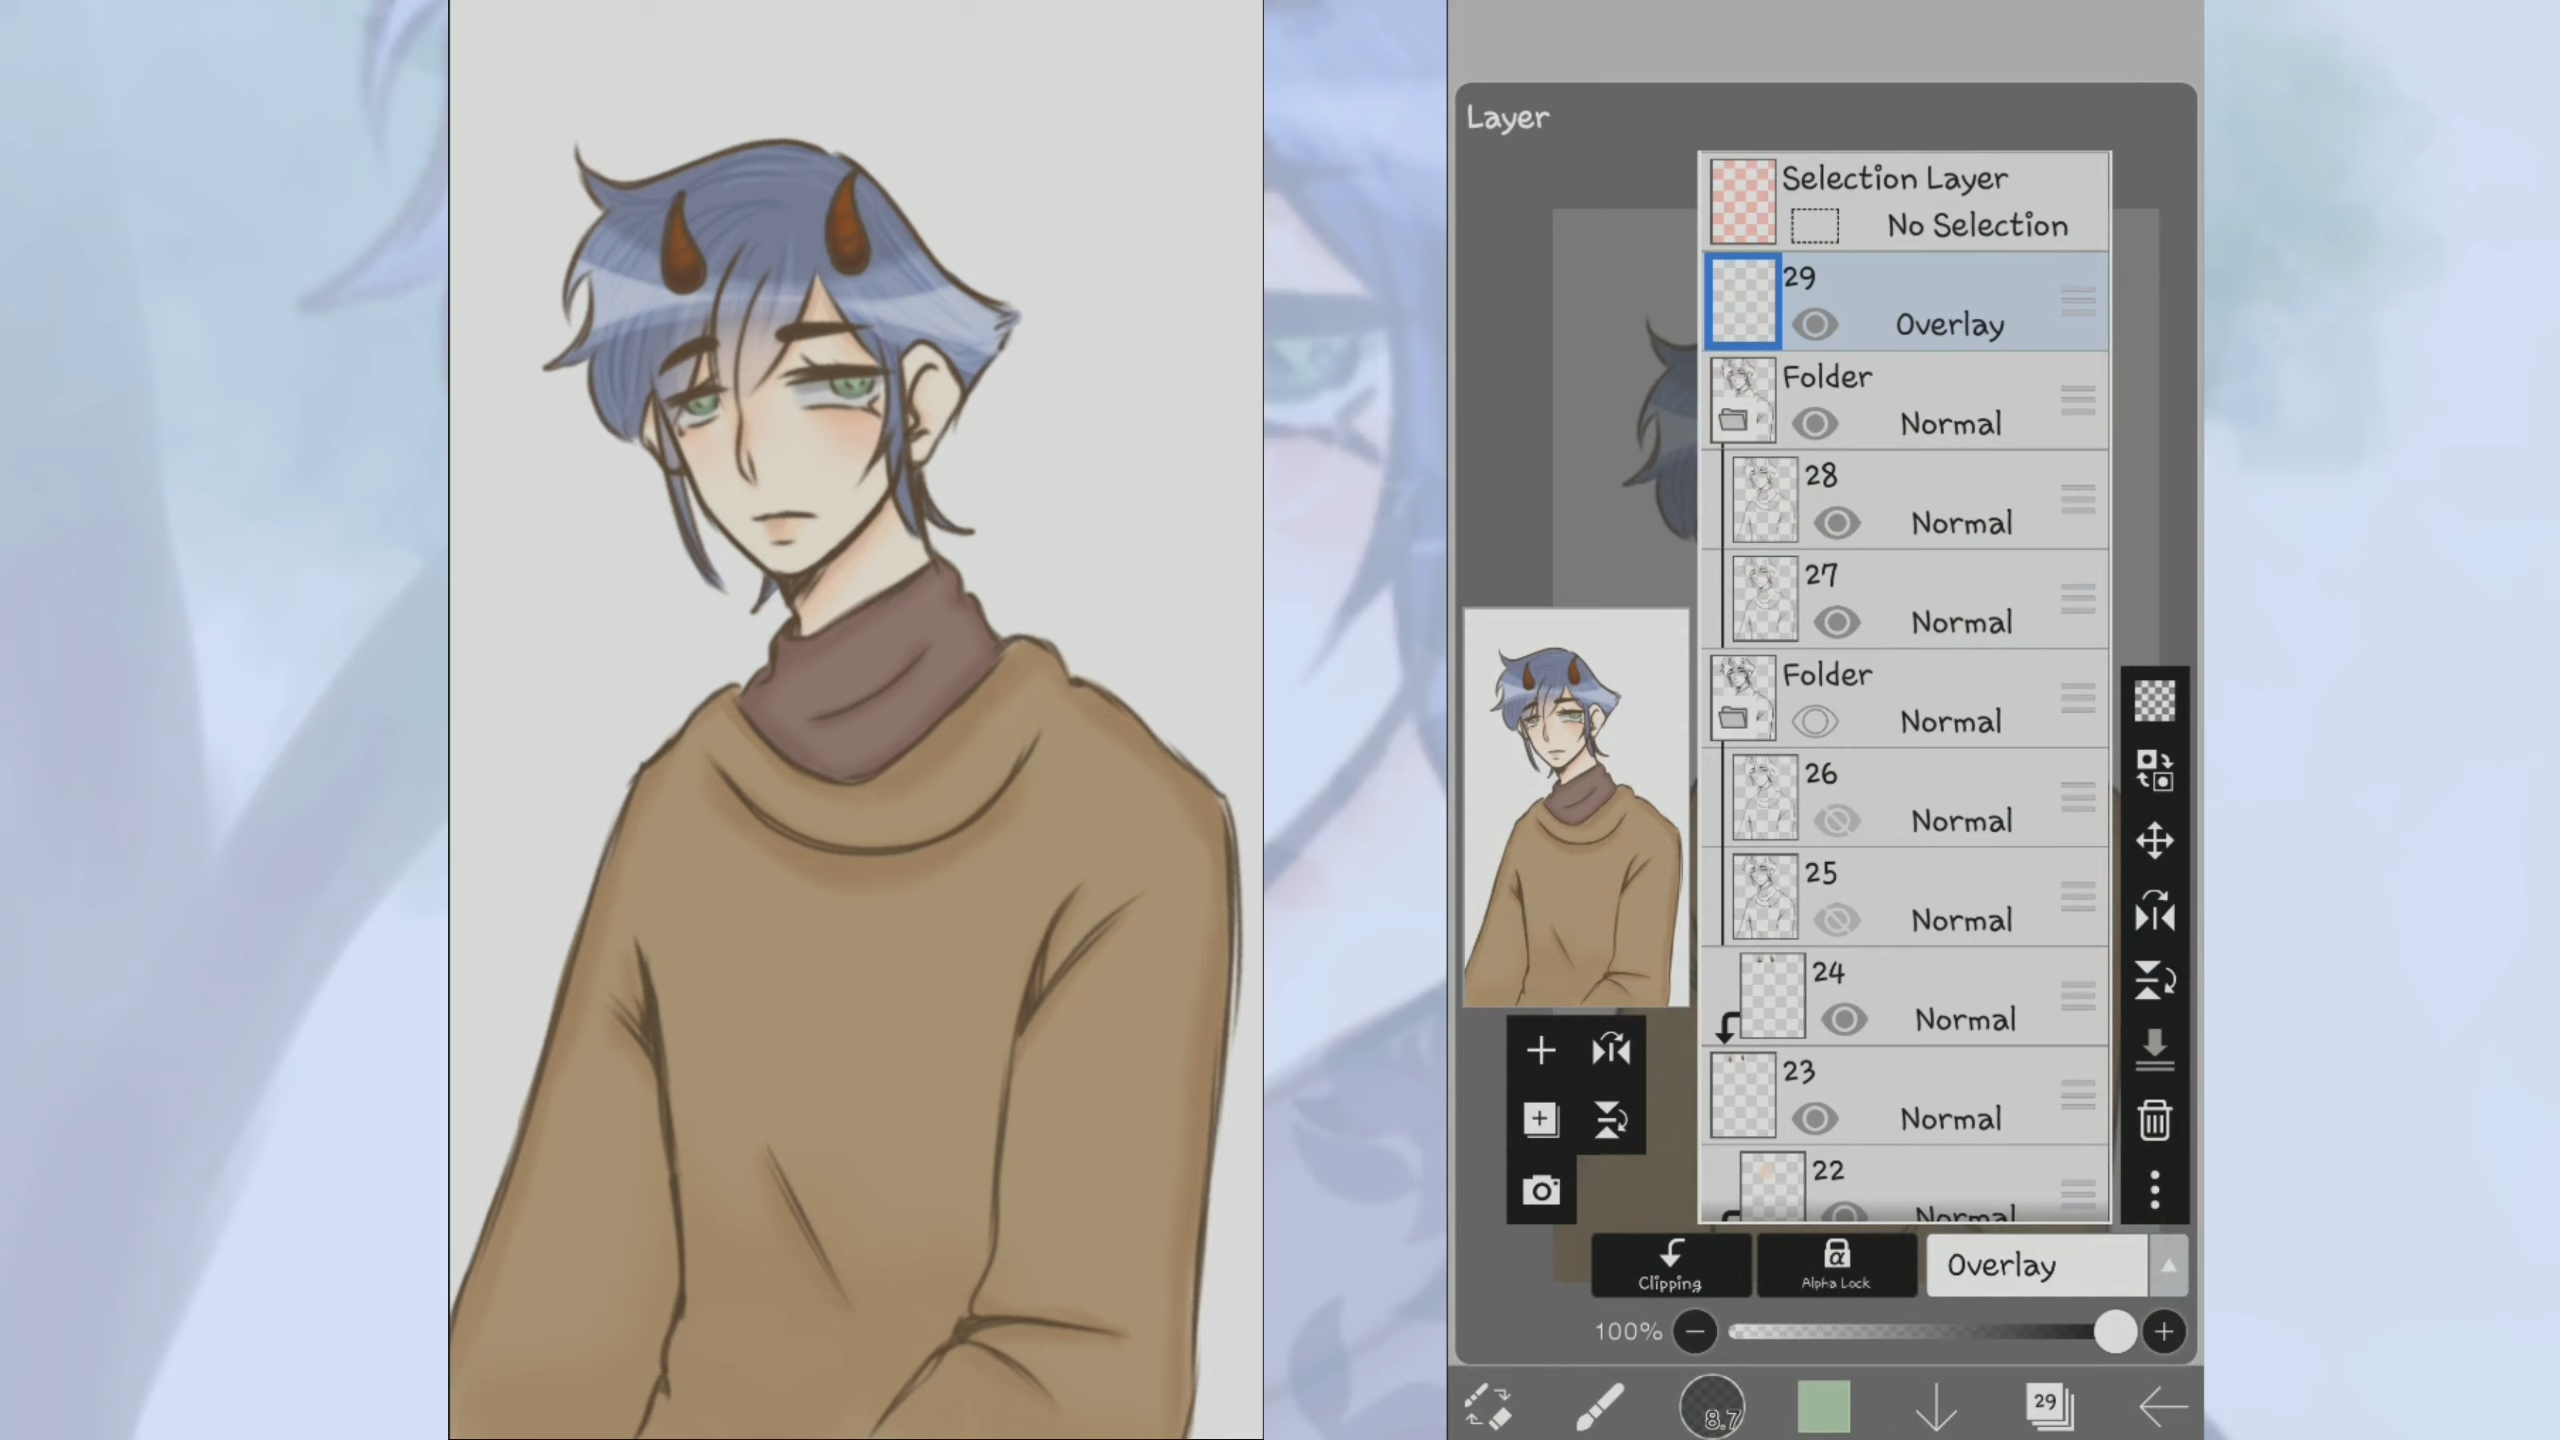 Layer
Selection Layer
No Selection
29
Overlay
Folder
Normal
28
Normal
27
Normal
Folder
Normal
26
Normal
25
Normal
24
Normal
23
Normal
22
Normal
Clipping
Alpha Lock
Overlay
100%
8.7
29